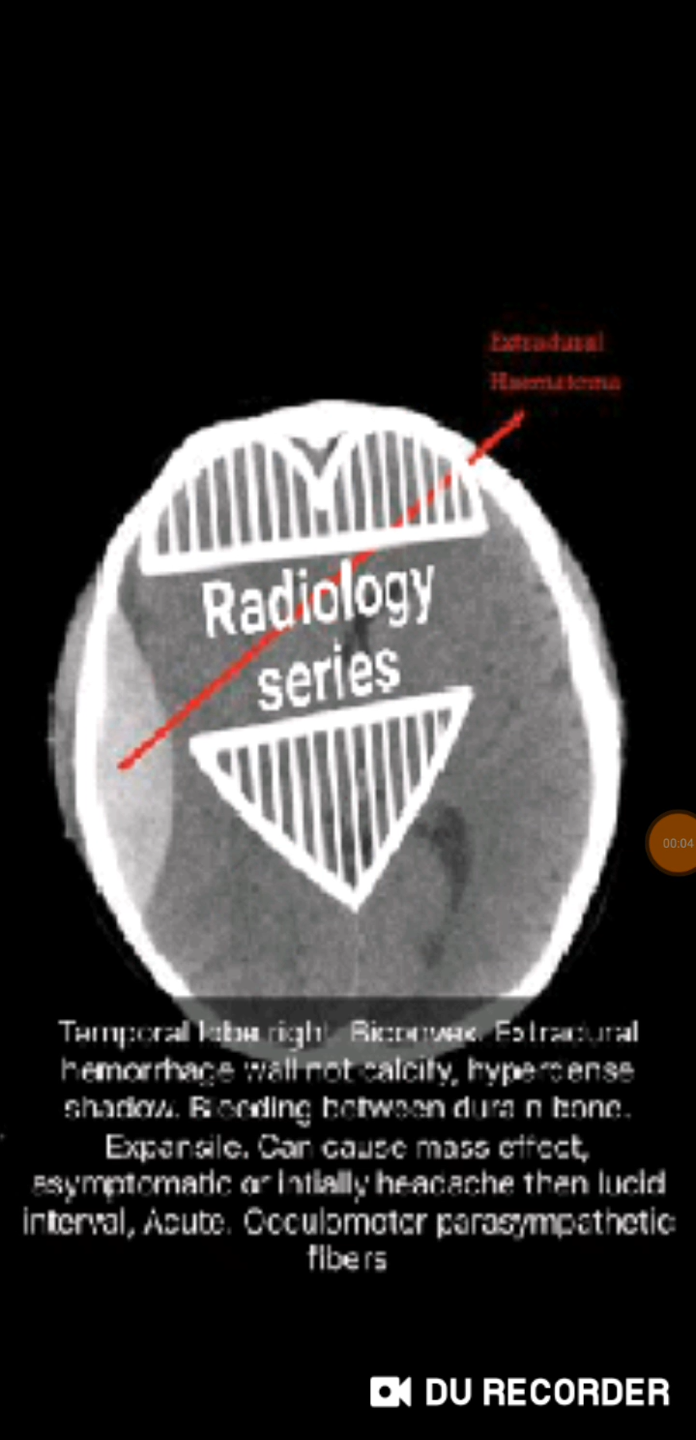 Extradural
Haematoma
Radiology
series
00:04
Temporal lobe right. Biconvex. Extradural
hemorrhage wall not calcify, hyperdense
shadow. Bleeding between dura n bone.
Expansile. Can cause mass effect,
asymptomatic or intially headache then lucid
interval, Acute. Occulomotor parasympathetic
fibers
DU RECORDER